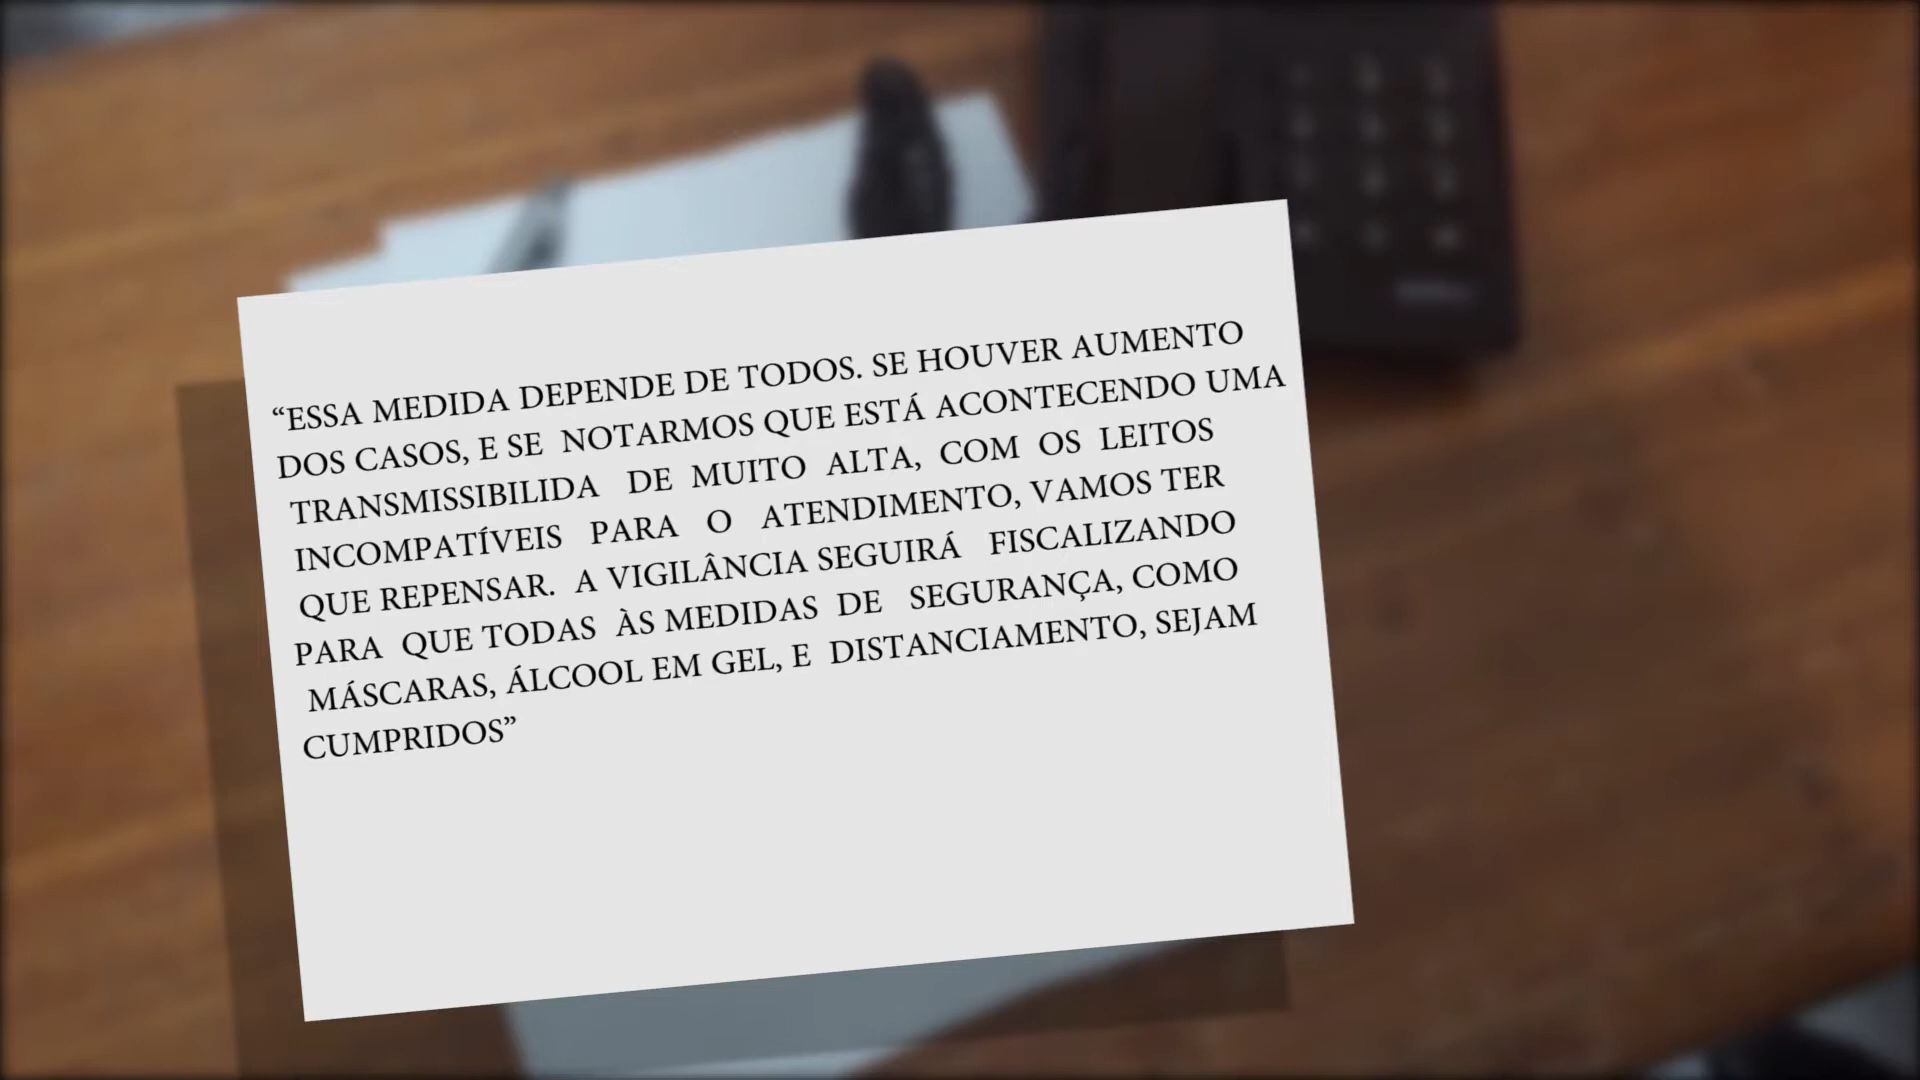 “ESSA MEDIDA DEPENDE DE TODOS. SE HOUVER AUMENTO
DOS CASOS, E SE NOTARMOS QUE ESTÁ ACONTECENDO UMA
TRANSMISSIBILIDA DE MUITO ALTA, COM OS LEITOS
INCOMPATÍVEIS PARA O ATENDIMENTO, VAMOS TER
QUE REPENSAR. A VIGILÂNCIA SEGUIRÁ FISCALIZANDO
PARA QUE TODAS ÀS MEDIDAS DE SEGURANÇA, COMO
MÁSCARAS, ÁLCOOL EM GEL, E DISTANCIAMENTO, SEJAM
CUMPRIDOS”